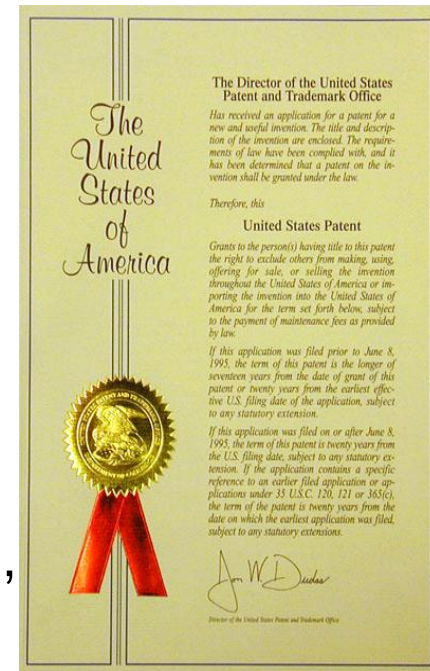 The
United
States
of
America
The Director of the United States
Patent and Trademark Office
Has received an application for a patent for a
new and useful invention. The title and descrip-
tion of the invention are enclosed. The require-
ments of law have been complied with, and it
has been determined that a patent on the in-
vention shall be granted under the law.
Therefore, this
United States Patent
Grants to the person(s) having title to this patent
the right to exclude others from making, using,
offering for sale, or selling the invention
throughout the United States of America or im-
porting the invention into the United States of
America for the term set forth below, subject
to the payment of maintenance fees as provided
by law.
If this application was filed prior to June 8,
1995, the term of this patent is the longer of
seventeen years from the date of grant of this
patent or twenty years from the earliest effec-
tive U.S. filing date of the application, subject
to any statutory extension.
If this application was filed on or after June 8,
1995, the term of this patent is twenty years from
the U.S. filing date, subject to any statutory ex-
tension. If the application contains a specific
reference to an earlier filed application or ap-
plications under 35 U.S.C. 120, 121 or 365(c),
the term of the patent is twenty years from the
date on which the earliest application was filed,
subject to any statutory extensions.
,
Jon W Dudas
Director of the United States Patent and Trademark Office